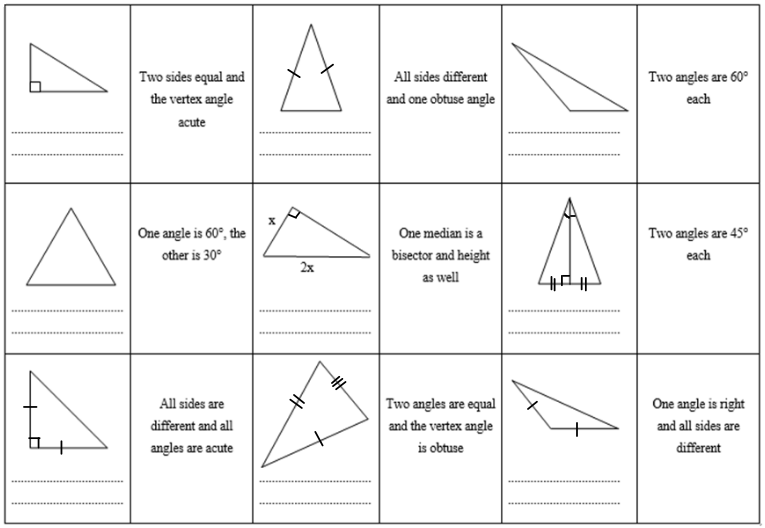 Two sides equal and
the vertex angle
acute
All sides different
and one obtuse angle
Two angles are 60°
each
One angle is 60°, the
other is 30°
x
2x
One median is a
bisector and height
as well
Two angles are 45°
each
All sides are
different and all
angles are acute
Two angles are equal
and the vertex angle
is obtuse
One angle is right
and all sides are
different